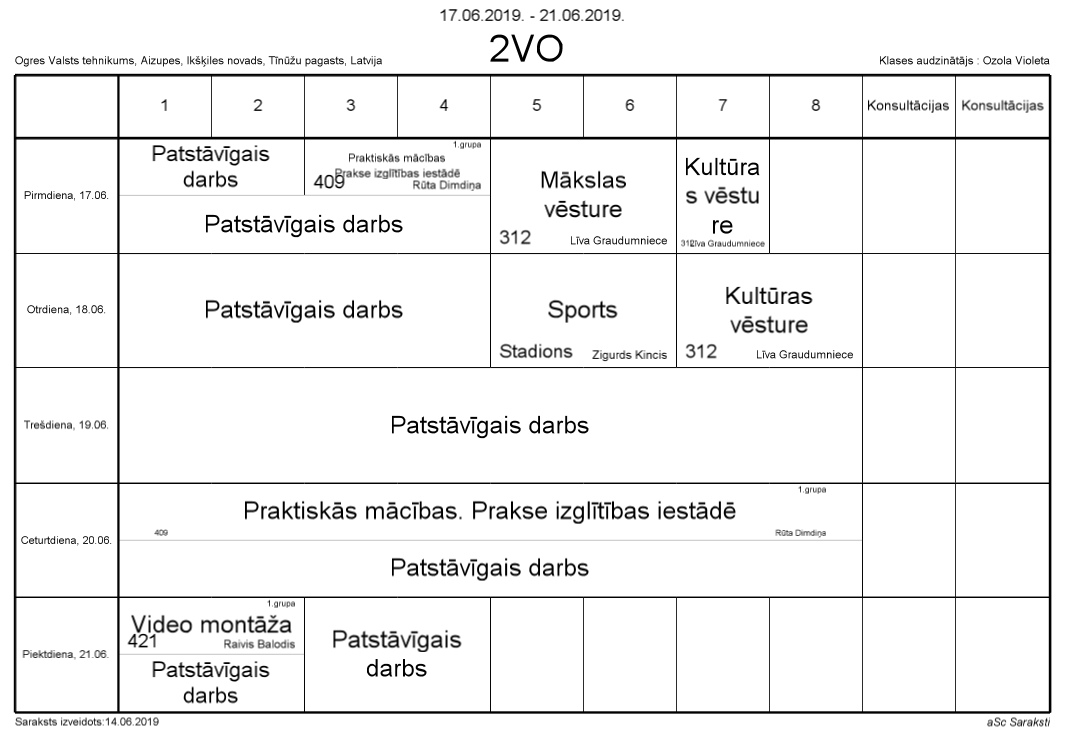 17.06.2019. - 21.06.2019.
2VO
Ogres Valsts tehnikums, Aizupes, Ikšķiles novads, Tīnūžu pagasts, Latvija
Klases audzinātājs : Ozola Violeta
1 2 3 4 5 6 7 8 Konsultācijas Konsultācijas
Pirmdiena, 17.06.
Patstāvīgais
darbs
1.grupa
Praktiskās mācības
Prakse izglītības iestādē
409
Rūta Dimdiņa
Patstāvīgais darbs
Mākslas
vēsture
312
Līva Graudumniece
Kultūra
s vēstu
re
312
Līva Graudumniece
Otrdiena, 18.06.
Patstāvīgais darbs
Sports
Stadions
Zigurds Kincis
Kultūras
vēsture
312
Līva Graudumniece
Trešdiena, 19.06.
Patstāvīgais darbs
Ceturtdiena, 20.06.
1.grupa
Praktiskās mācības. Prakse izglītības iestādē
409
Rūta Dimdiņa
Patstāvīgais darbs
Piektdiena, 21.06.
1.grupa
Video montāža
421
Raivis Balodis
Patstāvīgais
darbs
Patstāvīgais
darbs
Saraksts izveidots:14.06.2019
aSc Saraksti